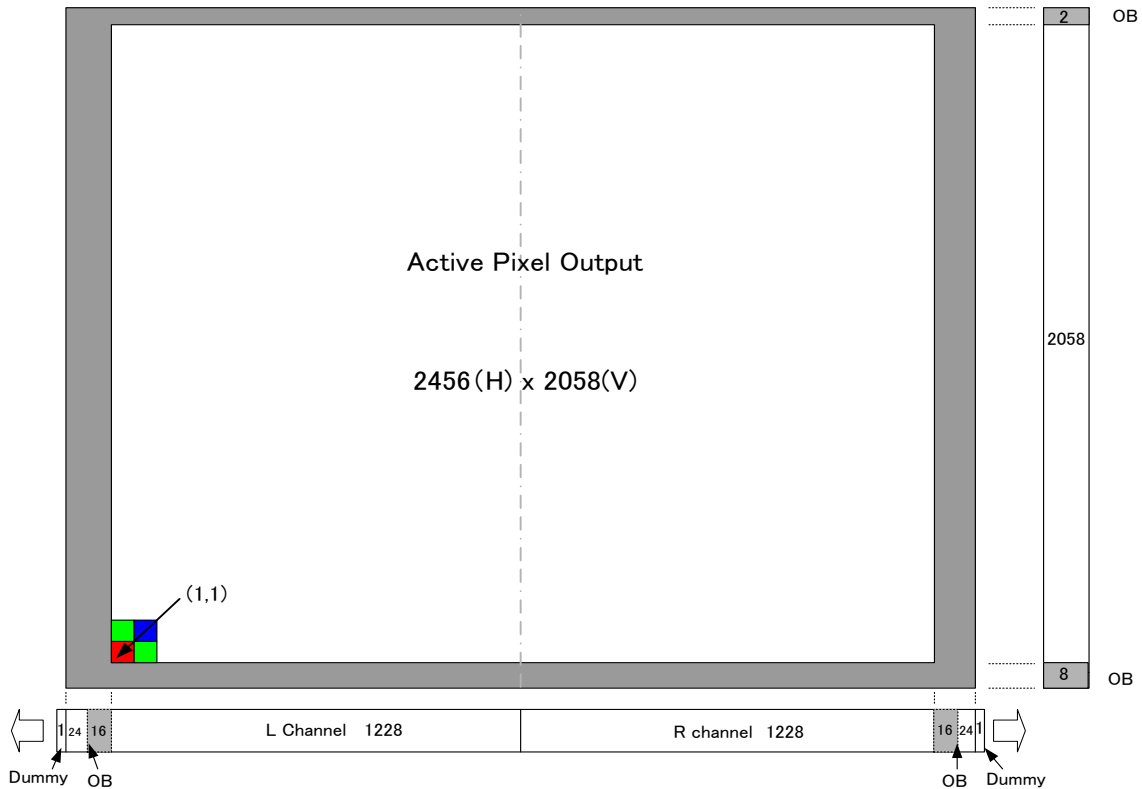 2 OB
Active Pixel Output
2456(H) x 2058(V)
2058
(1,1)
8 OB
1 24 16 L Channel 1228 R channel 1228 16 24 1
Dummy OB OB Dummy